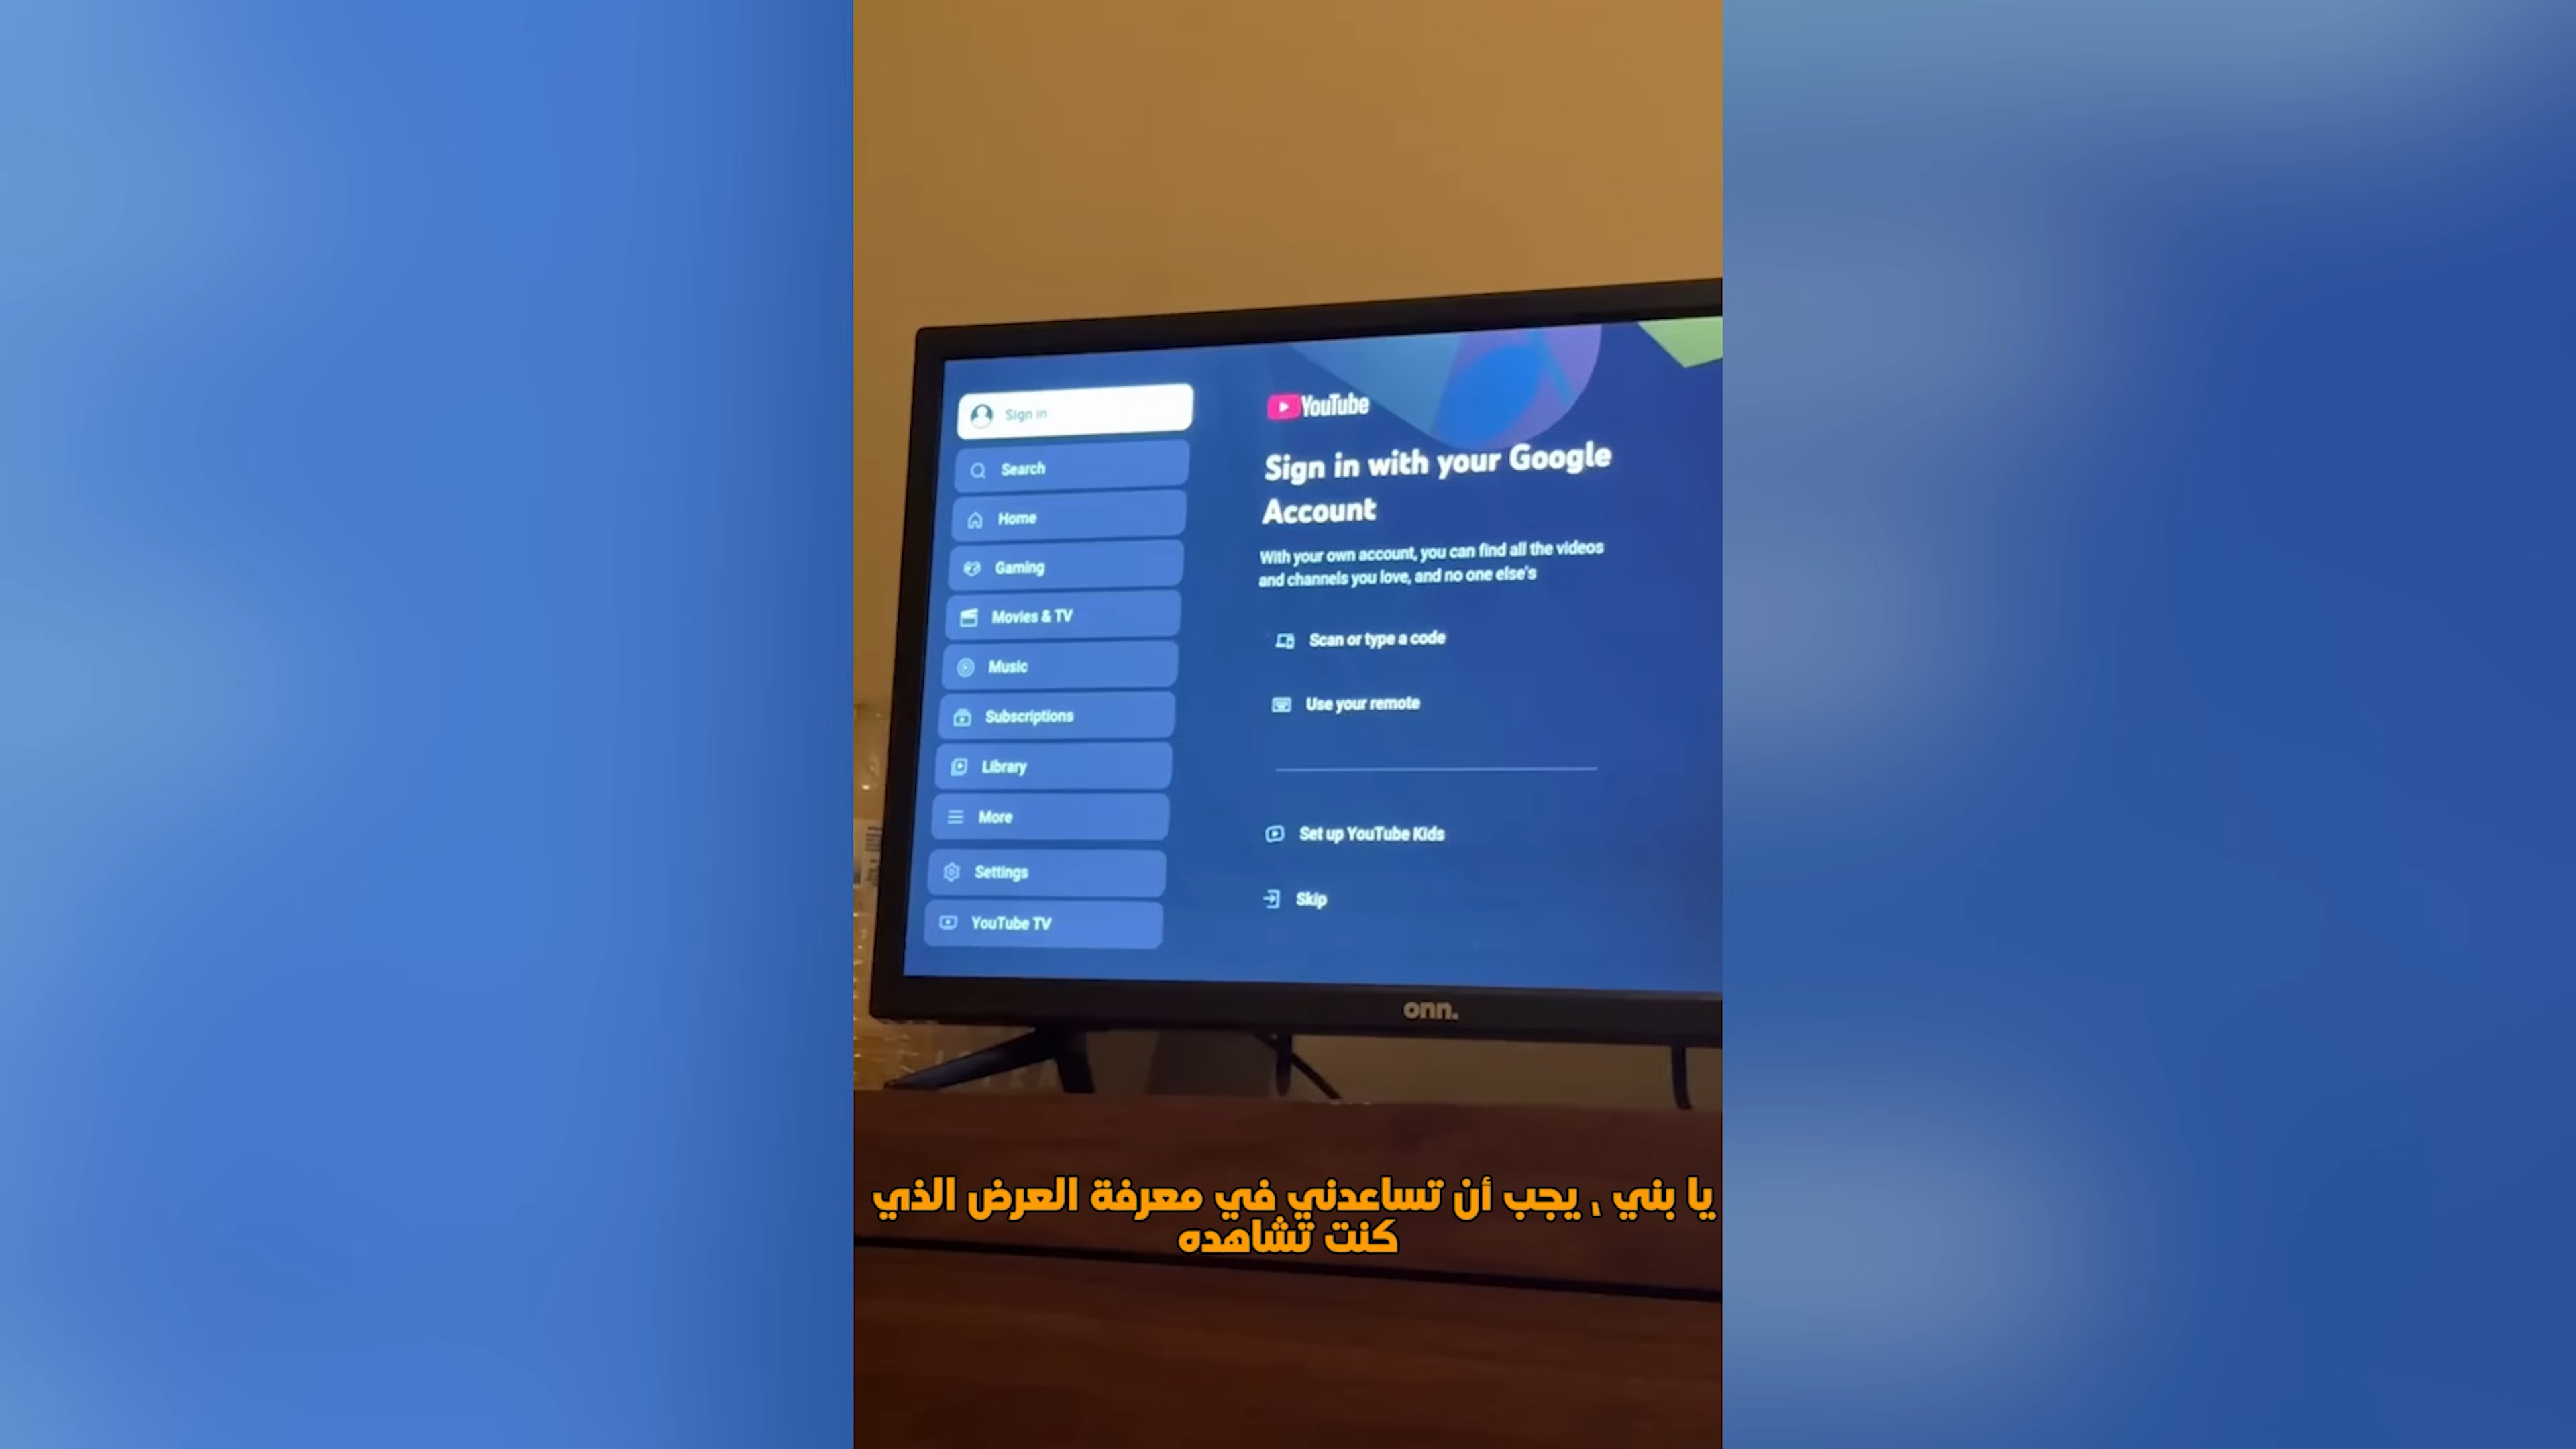 Sign in
Search
Home
Gaming
Movies & TV
Music
Subscriptions
Library
More
Settings
YouTube TV
YouTube
Sign in with your Google
Account
With your own account, you can find all the videos
and channels you love, and no one else's
Scan or type a code
Use your remote
Set up YouTube Kids
Skip
onn.
يا بني , يجب أن تساعدني في معرفة العرض الذي
كنت تشاهده